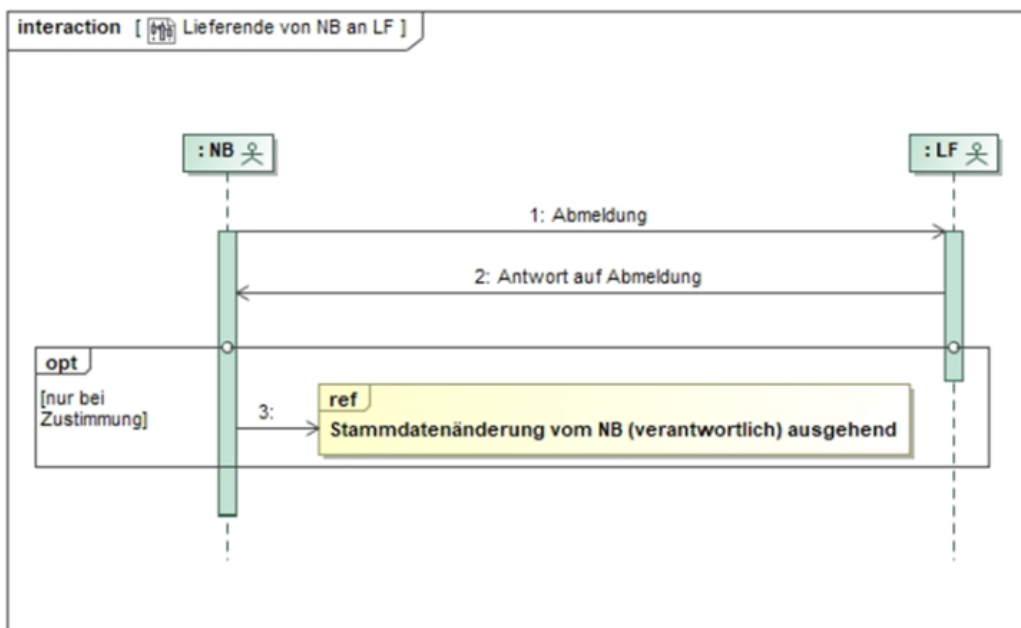 interaction [ Lieferende von NB an LF ]
: NB
: LF
1: Abmeldung
2: Antwort auf Abmeldung
opt
[nur bei
Zustimmung]
3:
ref
Stammdatenänderung vom NB (verantwortlich) ausgehend